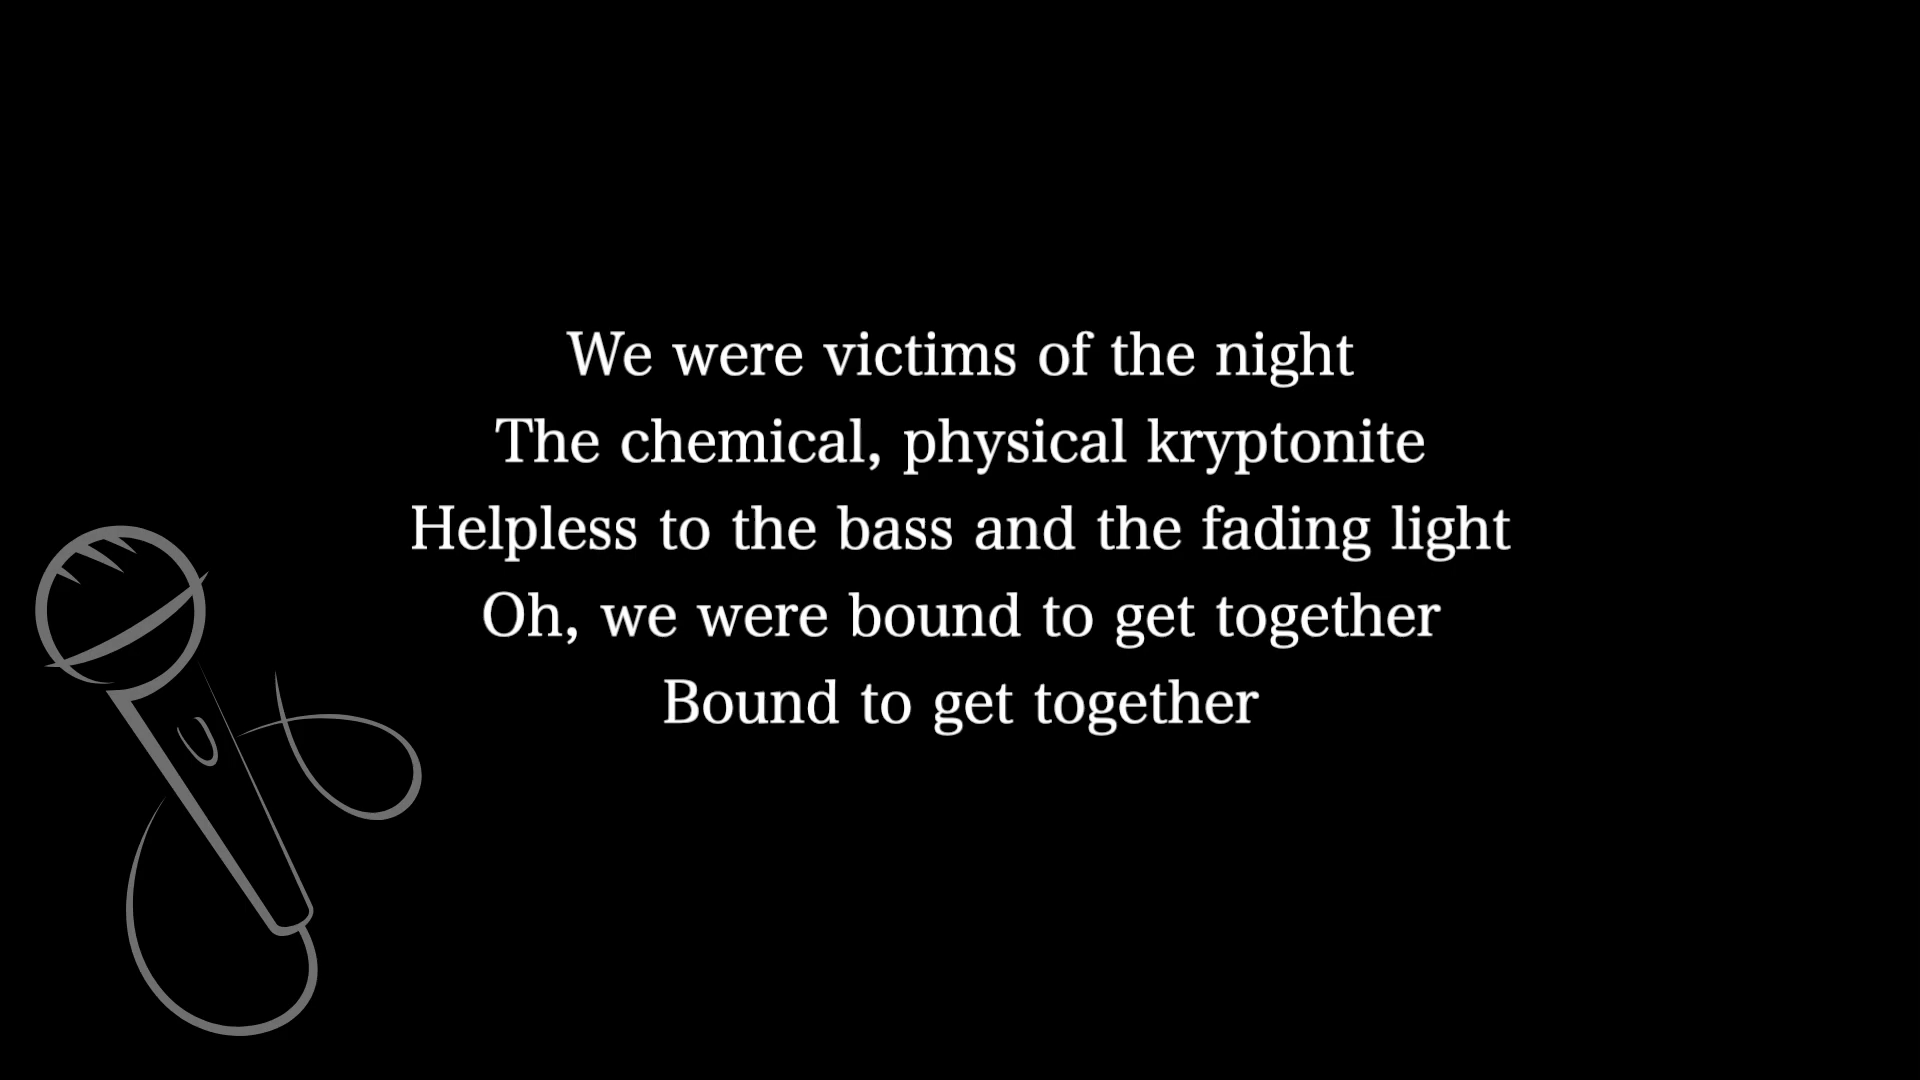 We were victims of the night
The chemical, physical kryptonite
Helpless to the bass and the fading light
Oh, we were bound to get together
Bound to get together